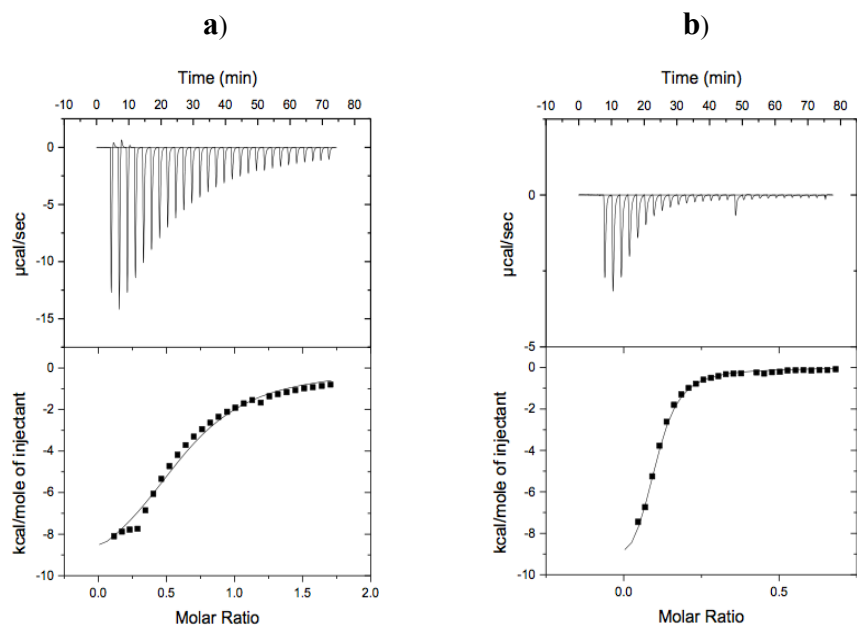 a)
Time (min)
-10 0 10 20 30 40 50 60 70 80
0
-5
-10
-15
µcal/sec
0
-2
-4
-6
-8
-10
kcal/mole of injectant
0.0 0.5 1.0 1.5 2.0
Molar Ratio
b)
Time (min)
-10 0 10 20 30 40 50 60 70 80
0
-5
µcal/sec
0
-2
-4
-6
-8
-10
kcal/mole of injectant
0.0 0.5
Molar Ratio